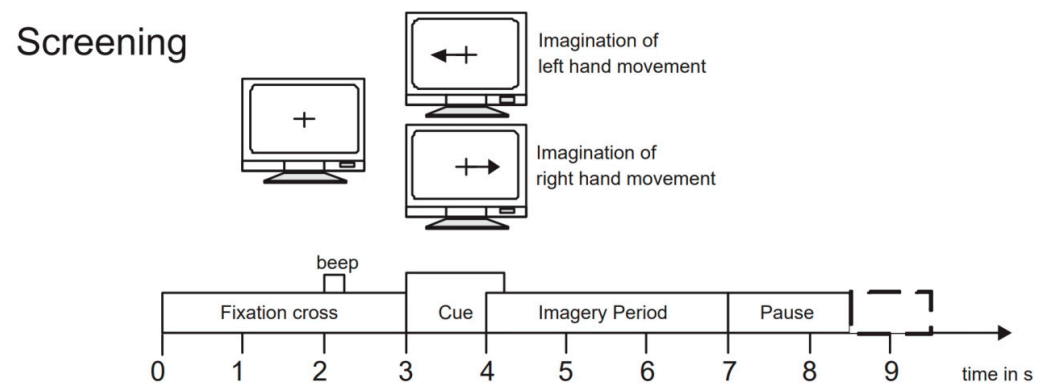 Screening
Imagination of
left hand movement
Imagination of
right hand movement
beep
Fixation cross
Cue
Imagery Period
Pause
0 1 2 3 4 5 6 7 8 9
time in s